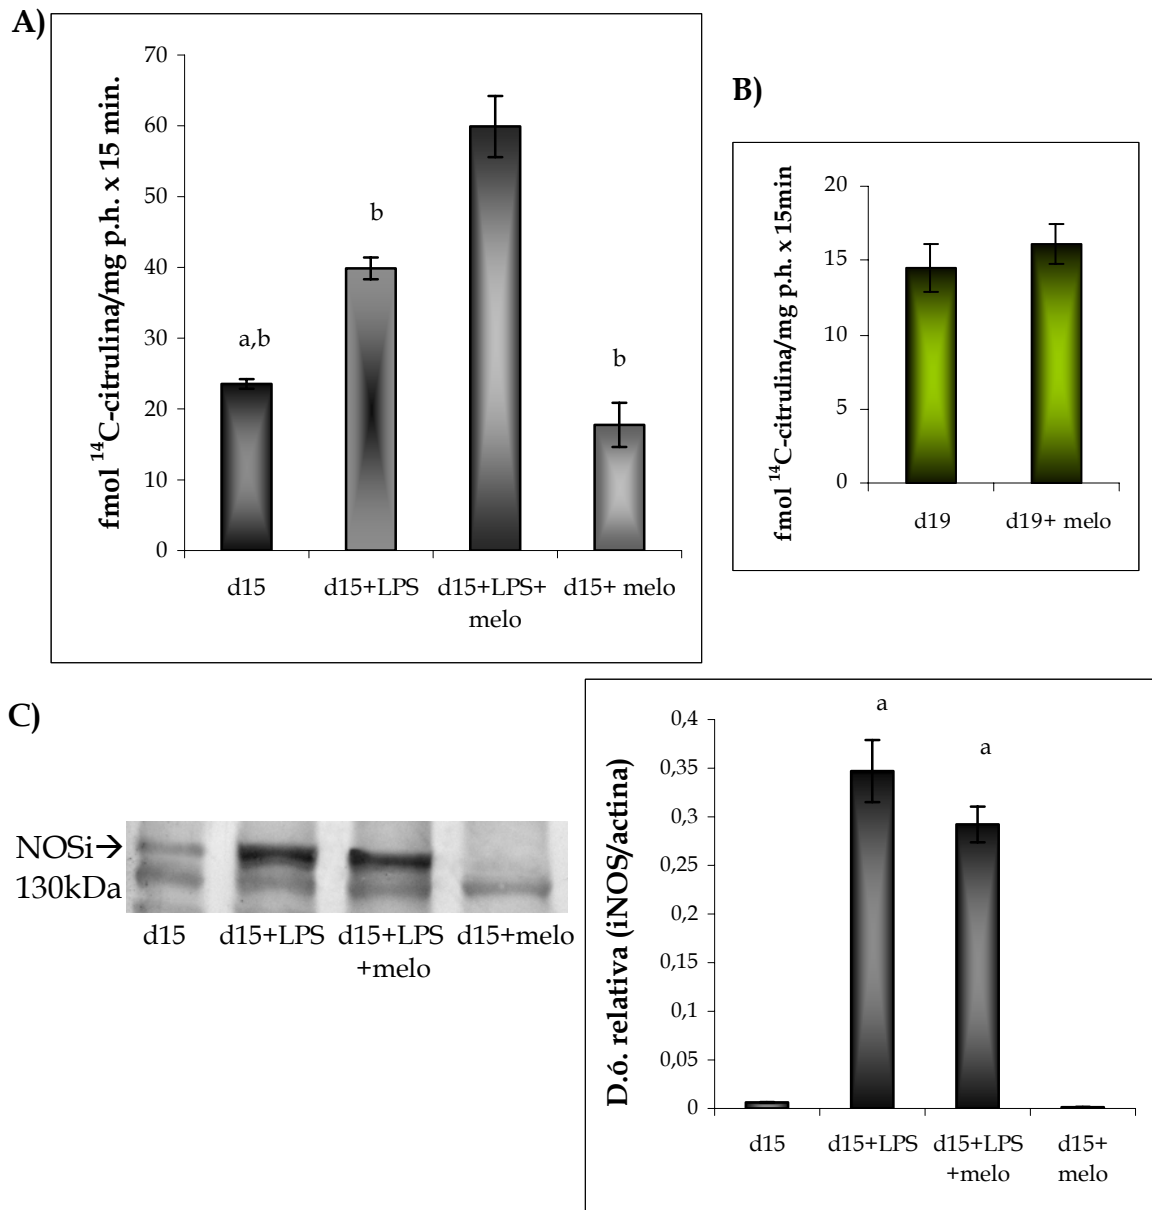 A)
fmol ¹⁴C-citrulina/mg p.h. x 15 min.
70
60
50
40
30
20
10
0
a,b
b
b
d15
d15+LPS
d15+LPS+
melo
d15+ melo
B)
fmol ¹⁴C-citrulina/mg p.h. x 15min
20
15
10
5
0
d19
d19+ melo
C)
NOSi→
130kDa
d15
d15+LPS
d15+LPS
+melo
d15+melo
D.ó. relativa (iNOS/actina)
0,4
0,35
0,3
0,25
0,2
0,15
0,1
0,05
0
a
a
d15
d15+LPS
d15+LPS
+melo
d15+
melo